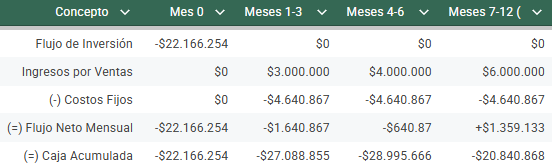 Concepto Mes 0 Meses 1-3 Meses 4-6 Meses 7-12 (
Flujo de Inversión -$22.166.254 $0 $0 $0
Ingresos por Ventas $0 $3.000.000 $4.000.000 $6.000.000
(-) Costos Fijos $0 -$4.640.867 -$4.640.867 -$4.640.867
(=) Flujo Neto Mensual -$22.166.254 -$1.640.867 -$640.87 +$1.359.133
(=) Caja Acumulada -$22.166.254 -$27.088.855 -$28.995.666 -$20.840.868